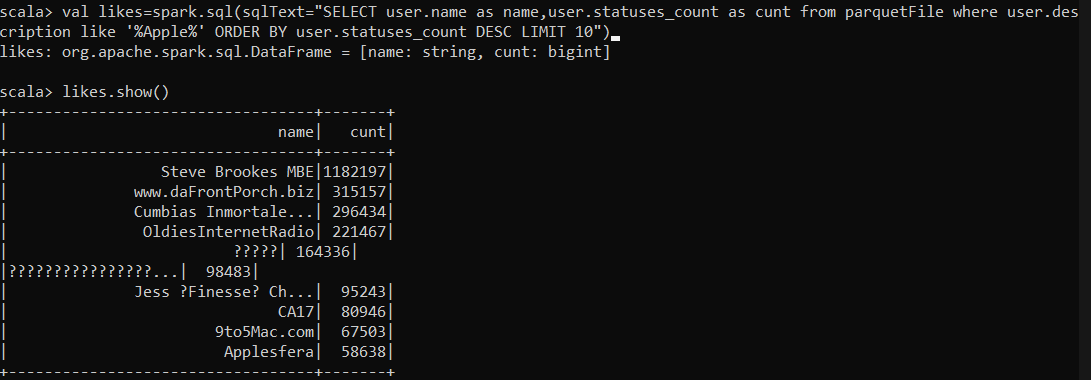 scala> val likes=spark.sql(sqlText="SELECT user.name as name,user.statuses_count as cunt from parquetFile where user.des
cription like '%Apple%' ORDER BY user.statuses_count DESC LIMIT 10")
likes: org.apache.spark.sql.DataFrame = [name: string, cunt: bigint]
scala> likes.show()
+----------------------------------+-------+
|                              name|   cunt|
+----------------------------------+-------+
|                 Steve Brookes MBE|1182197|
|              www.daFrontPorch.biz| 315157|
|              Cumbias Inmortale...| 296434|
|               OldiesInternetRadio| 221467|
|                         ?????| 164336|
|????????????????...|  98483|
|              Jess ?Finesse? Ch...|  95243|
|                              CA17|  80946|
|                       9to5Mac.com|  67503|
|                        Applesfera|  58638|
+----------------------------------+-------+